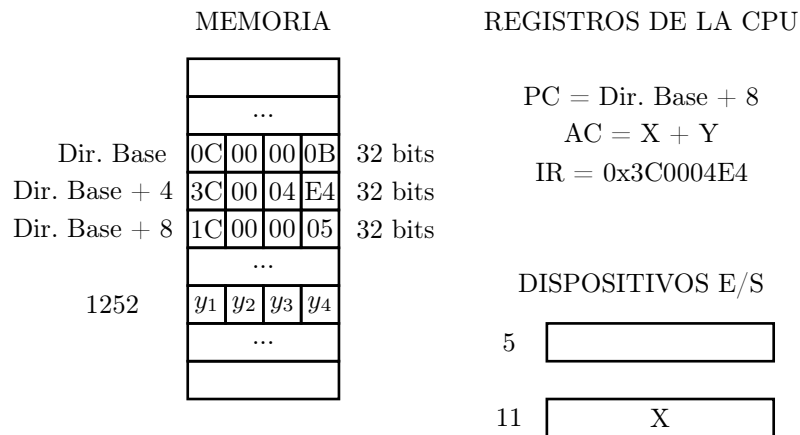 MEMORIA
...
Dir. Base 0C 00 00 0B 32 bits
Dir. Base + 4 3C 00 04 E4 32 bits
Dir. Base + 8 1C 00 00 05 32 bits
...
1252 y₁ y₂ y₃ y₄
...
REGISTROS DE LA CPU
PC = Dir. Base + 8
AC = X + Y
IR = 0x3C0004E4
DISPOSITIVOS E/S
5
11 X